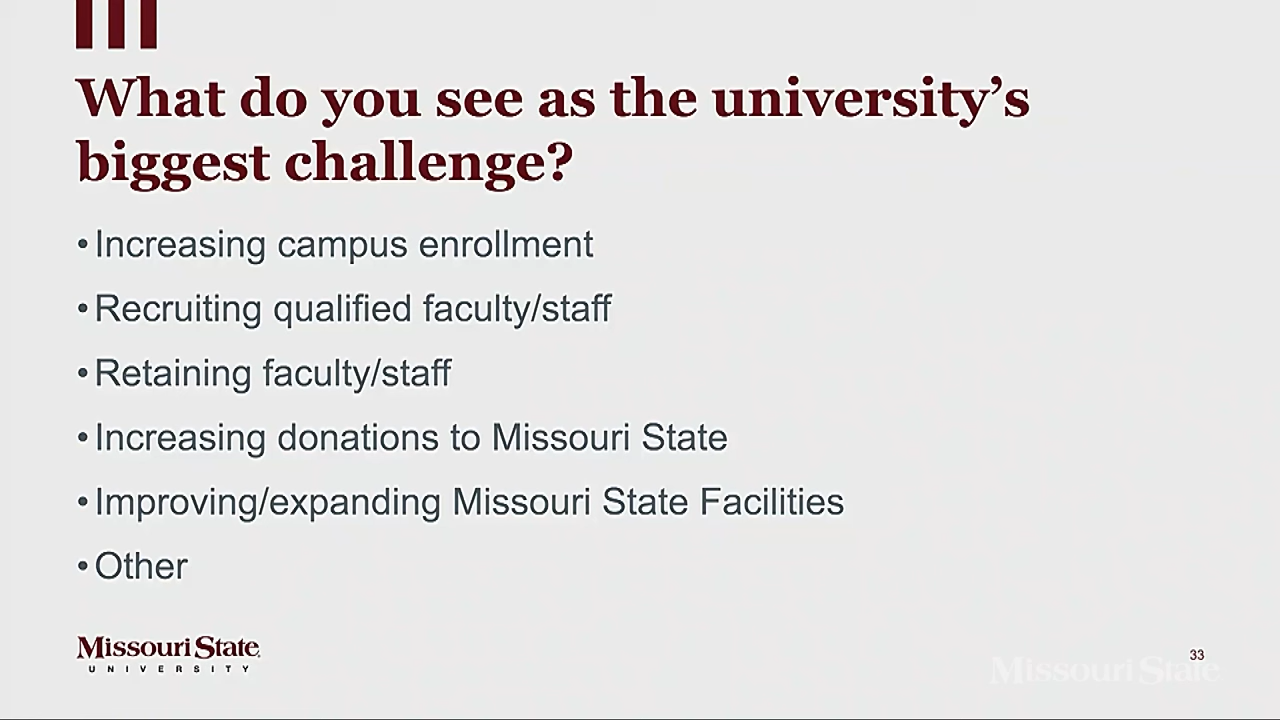 What do you see as the university’s
biggest challenge?
•Increasing campus enrollment
•Recruiting qualified faculty/staff
•Retaining faculty/staff
•Increasing donations to Missouri State
•Improving/expanding Missouri State Facilities
•Other
Missouri State
UNIVERSITY
33
Missouri State